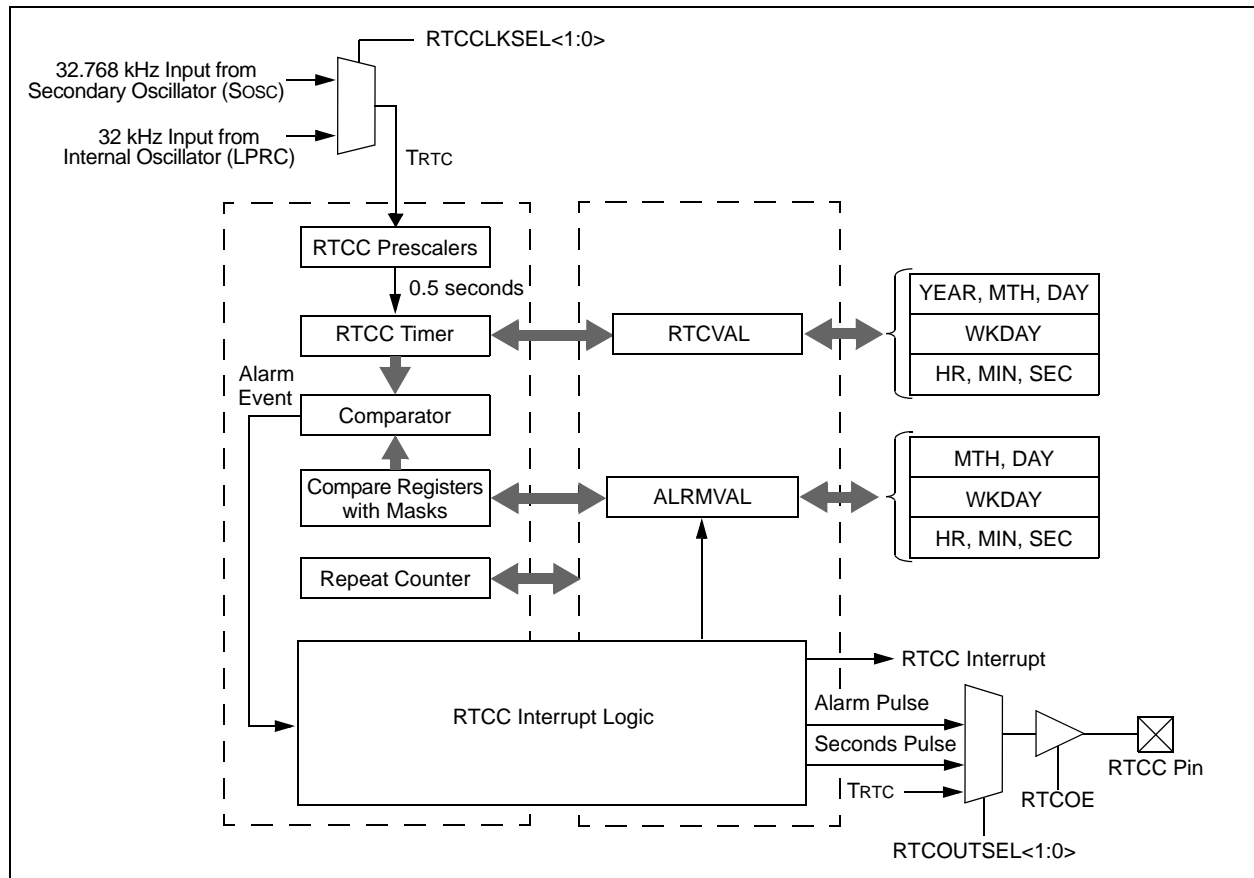 RTCCLKSEL<1:0>
32.768 kHz Input from
Secondary Oscillator (SOSC)
32 kHz Input from
Internal Oscillator (LPRC)
TRTC
RTCC Prescalers
0.5 seconds
RTCC Timer
RTCVAL
YEAR, MTH, DAY
WKDAY
HR, MIN, SEC
Alarm
Event
Comparator
Compare Registers
with Masks
ALRMVAL
MTH, DAY
WKDAY
HR, MIN, SEC
Repeat Counter
RTCC Interrupt Logic
RTCC Interrupt
Alarm Pulse
Seconds Pulse
TRTC
RTCC Pin
RTCOE
RTCOUTSEL<1:0>